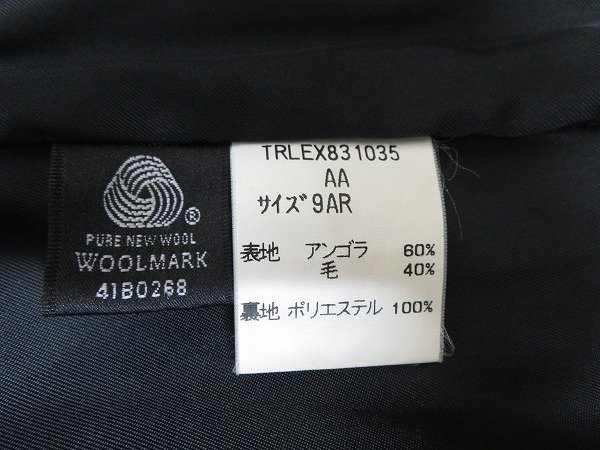 ®
PURE NEW WOOL
WOOLMARK
41B0268
TRLEX831035
AA
サイズ 9AR
表地 アンゴラ 60%
毛 40%
裏地 ポリエステル 100%